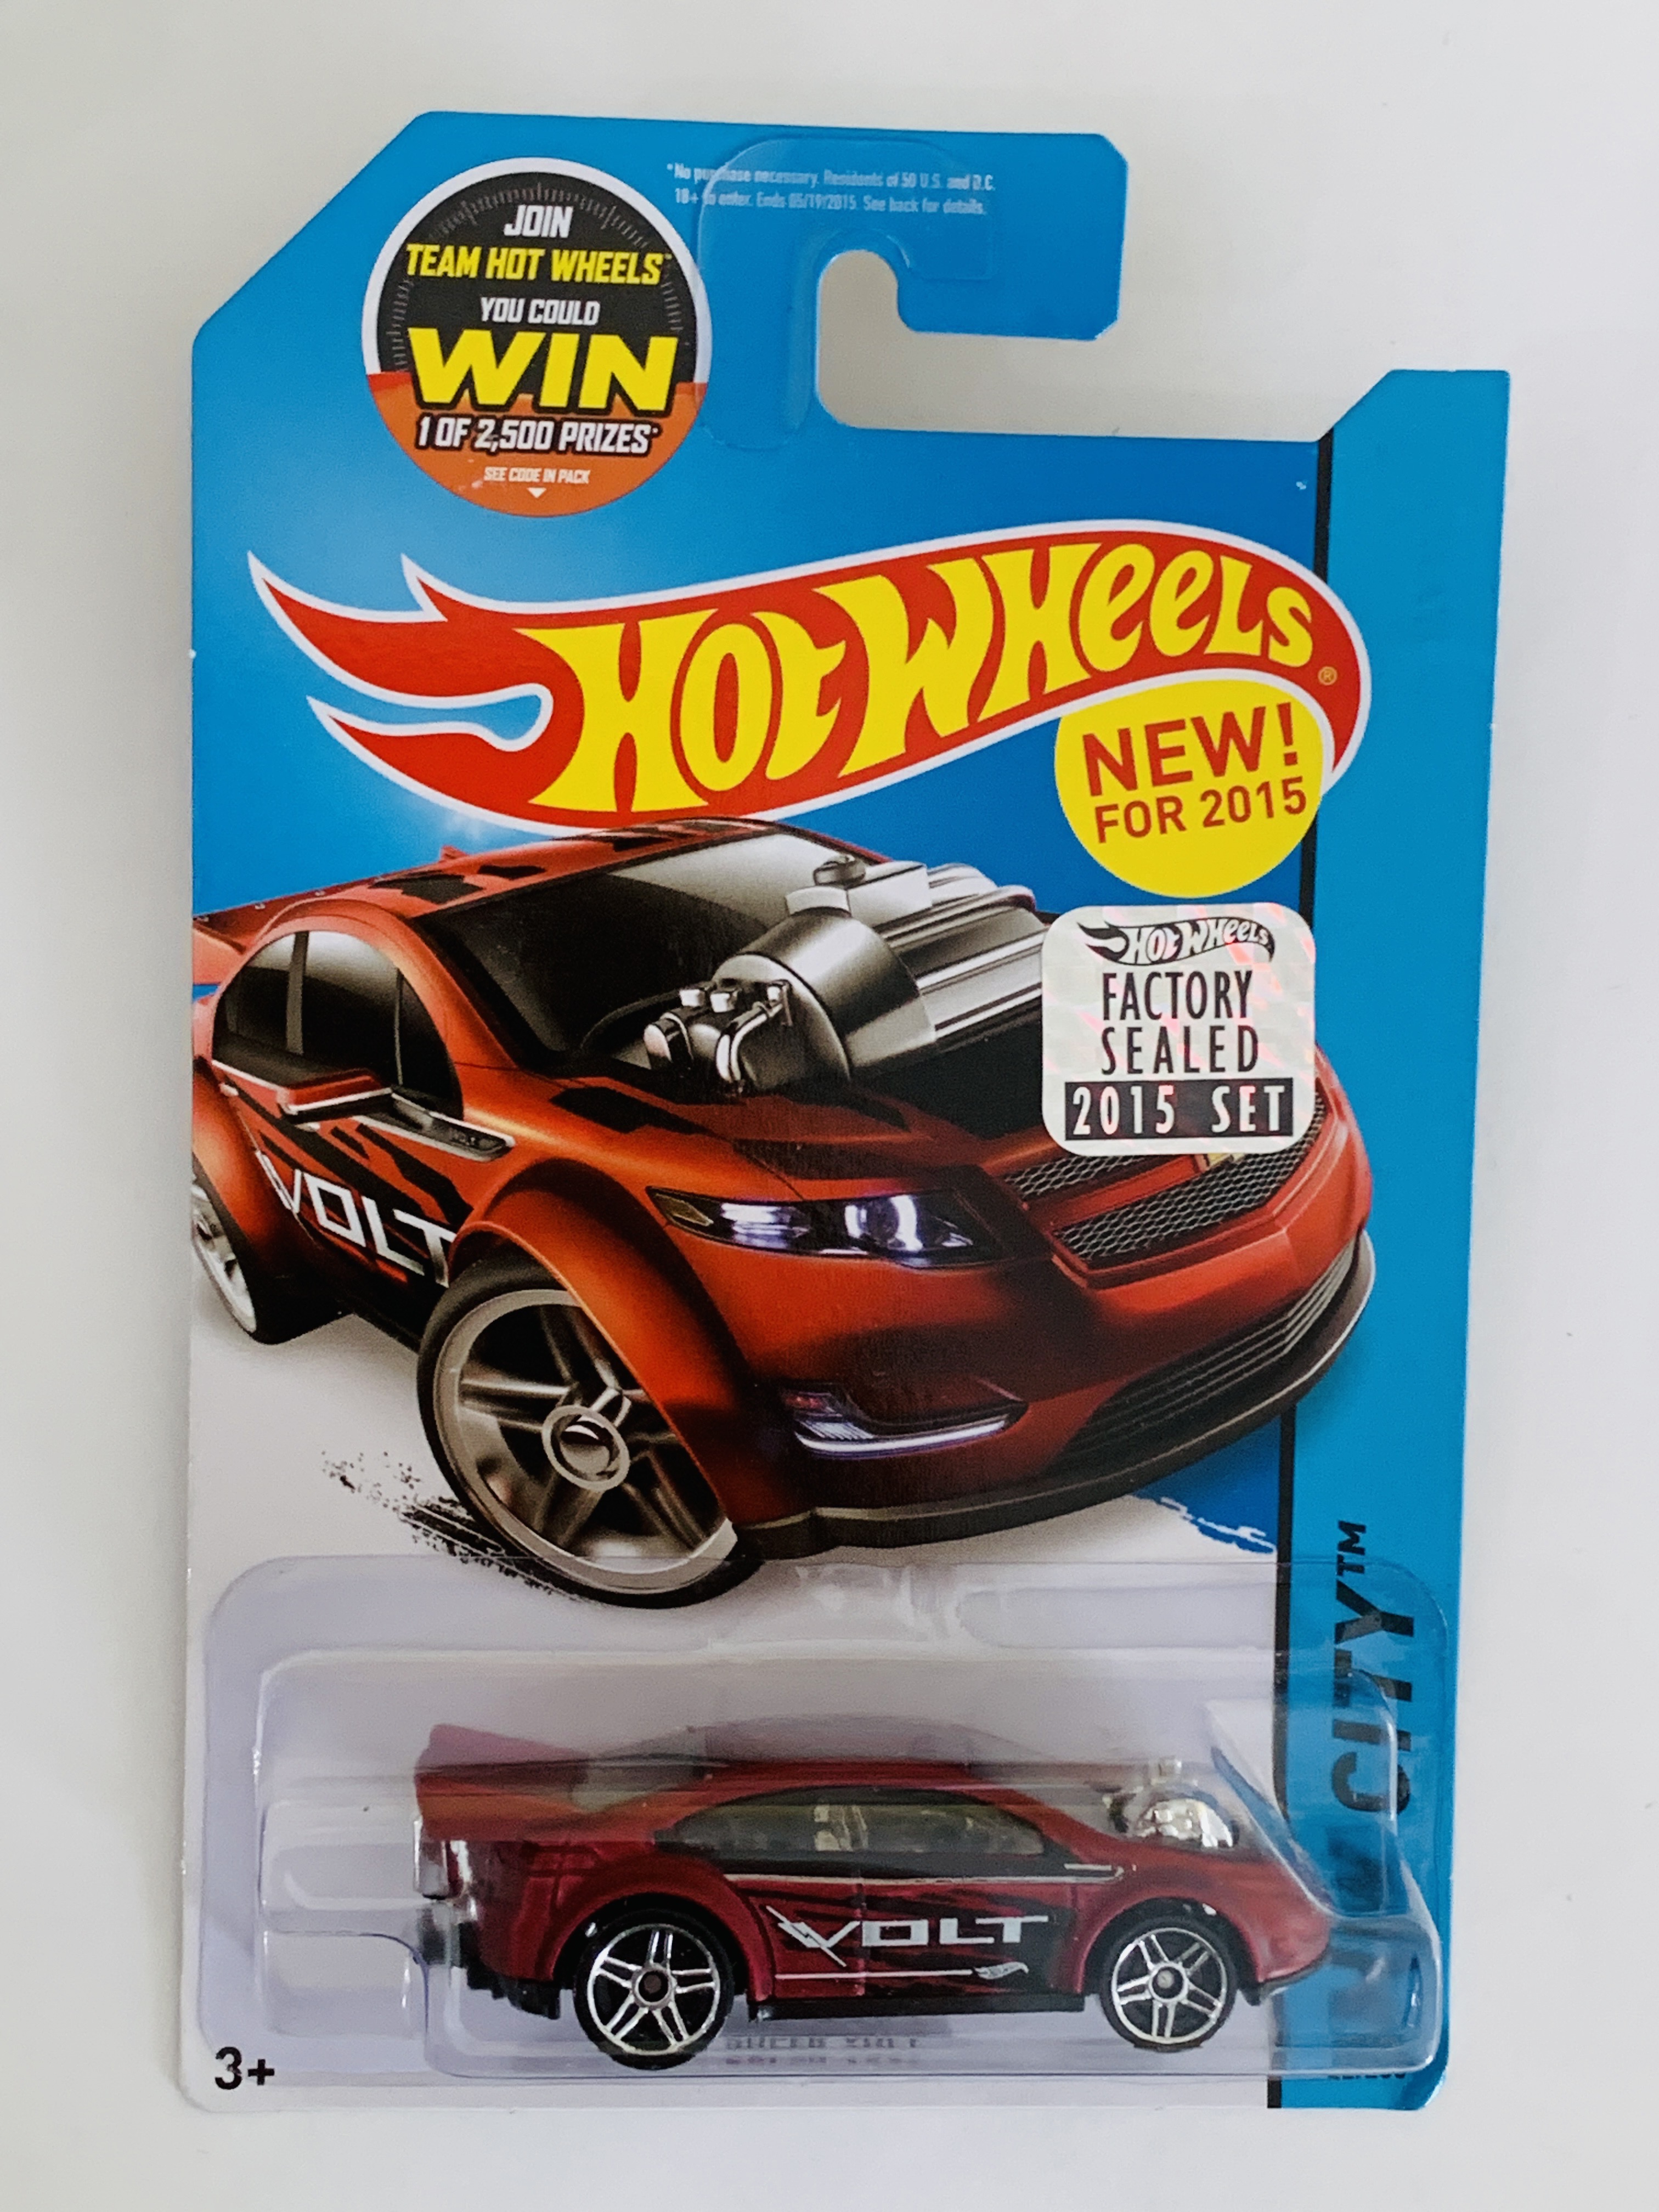 *No purchase necessary. Residents of 50 U.S. and D.C.
18+ to enter. Ends 05/19/2015. See back for details.
JOIN
TEAM HOT WHEELS™
YOU COULD
WIN
1 OF 2,500 PRIZES*
SEE CODE IN PACK
HOT WHEELS®
NEW!
FOR 2015
HOT WHEELS
FACTORY
SEALED
2015 SET
VOLT
CITY™
VOLT
3+